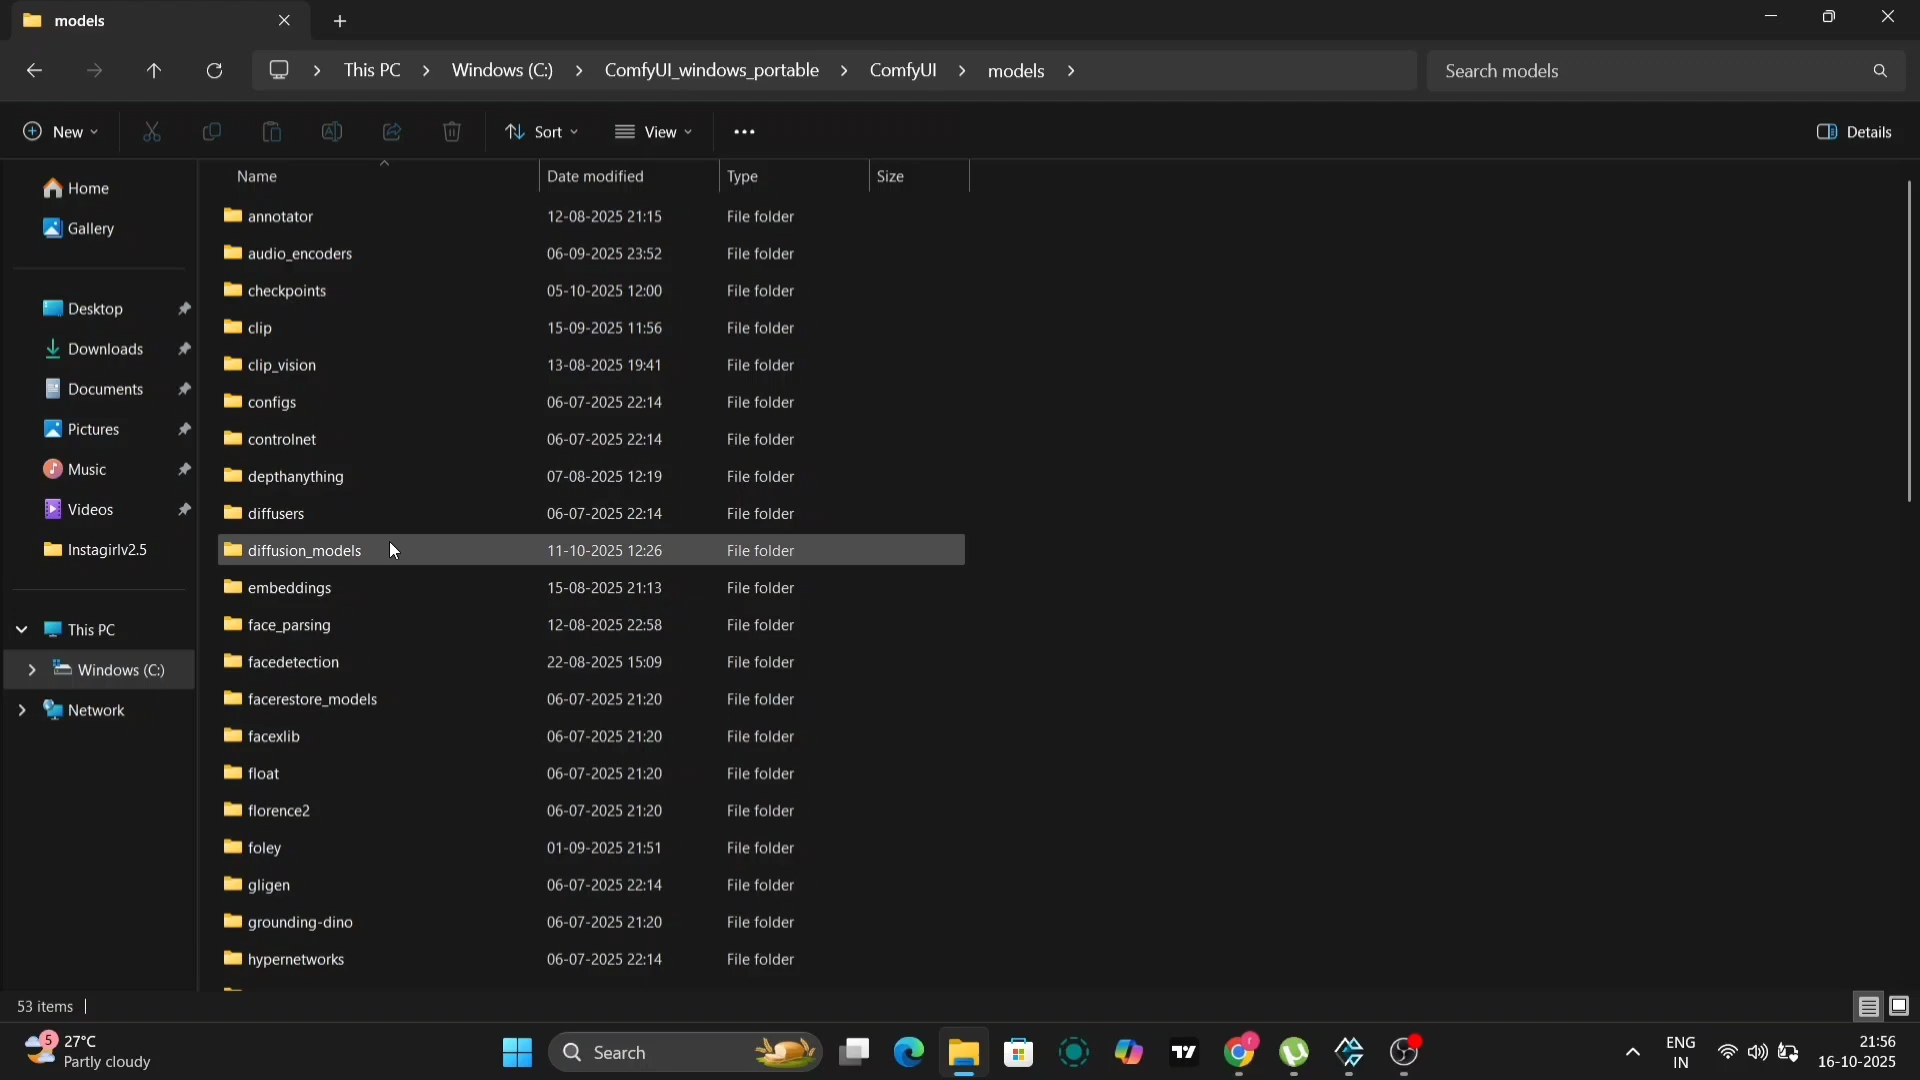 models
This PC
Windows (C:)
ComfyUI_windows_portable
ComfyUI
models
Search models
New
Sort
View
Details
Name
Date modified
Type
Size
Home
Gallery
Desktop
Downloads
Documents
Pictures
Music
Videos
Instagirlv2.5
This PC
Windows (C:)
Network
annotator 12-08-2025 21:15 File folder
audio_encoders 06-09-2025 23:52 File folder
checkpoints 05-10-2025 12:00 File folder
clip 15-09-2025 11:56 File folder
clip_vision 13-08-2025 19:41 File folder
configs 06-07-2025 22:14 File folder
controlnet 06-07-2025 22:14 File folder
depthanything 07-08-2025 12:19 File folder
diffusers 06-07-2025 22:14 File folder
diffusion_models 11-10-2025 12:26 File folder
embeddings 15-08-2025 21:13 File folder
face_parsing 12-08-2025 22:58 File folder
facedetection 22-08-2025 15:09 File folder
facerestore_models 06-07-2025 21:20 File folder
facexlib 06-07-2025 21:20 File folder
float 06-07-2025 21:20 File folder
florence2 06-07-2025 21:20 File folder
foley 01-09-2025 21:51 File folder
gligen 06-07-2025 22:14 File folder
grounding-dino 06-07-2025 21:20 File folder
hypernetworks 06-07-2025 22:14 File folder
53 items
5
27°C
Partly cloudy
Search
ENG
IN
21:56
16-10-2025